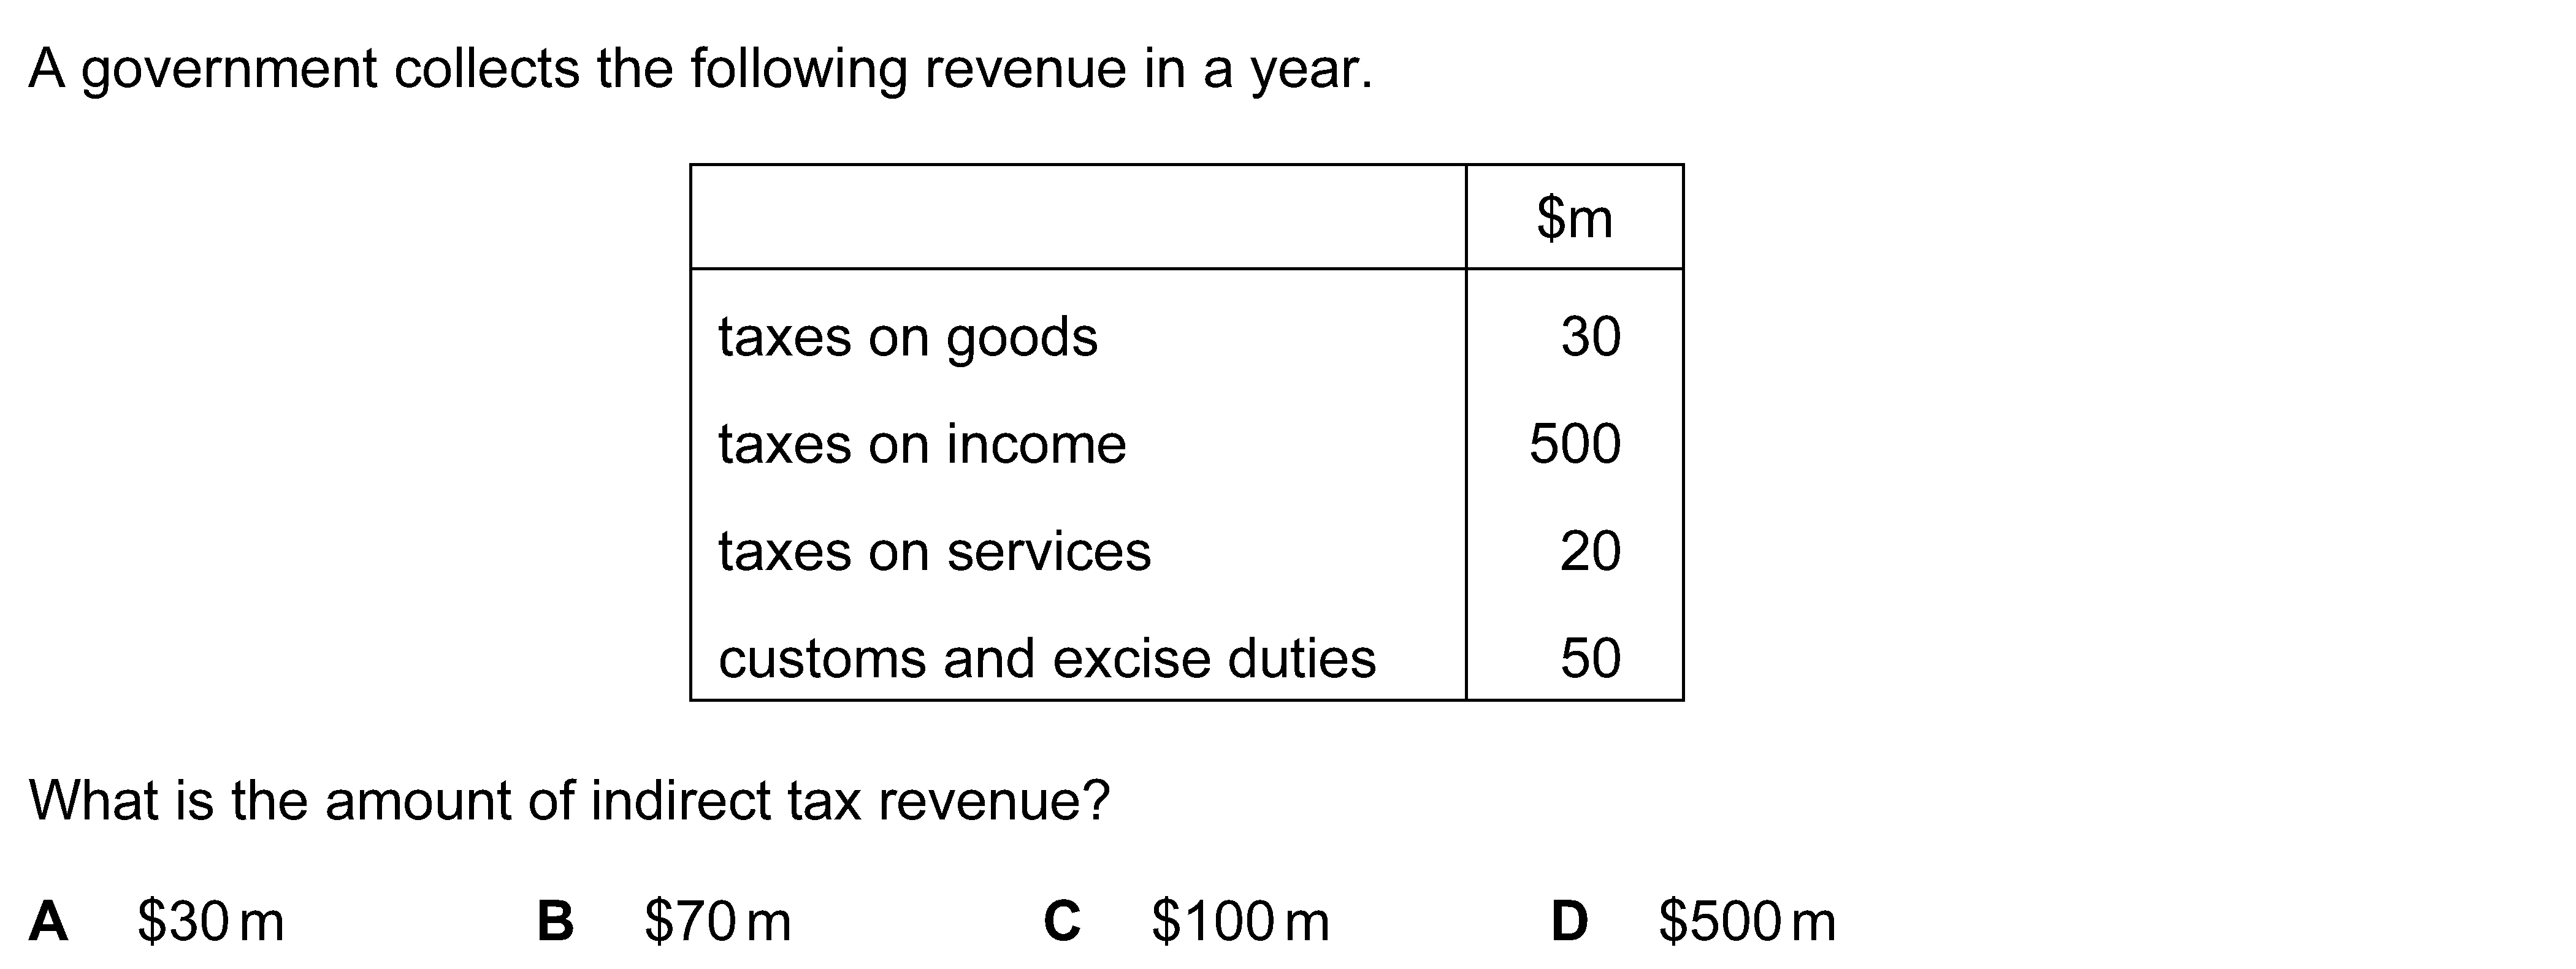 A government collects the following revenue in a year.
$m
taxes on goods 30
taxes on income 500
taxes on services 20
customs and excise duties 50
What is the amount of indirect tax revenue?
A $30 m B $70 m C $100 m D $500 m